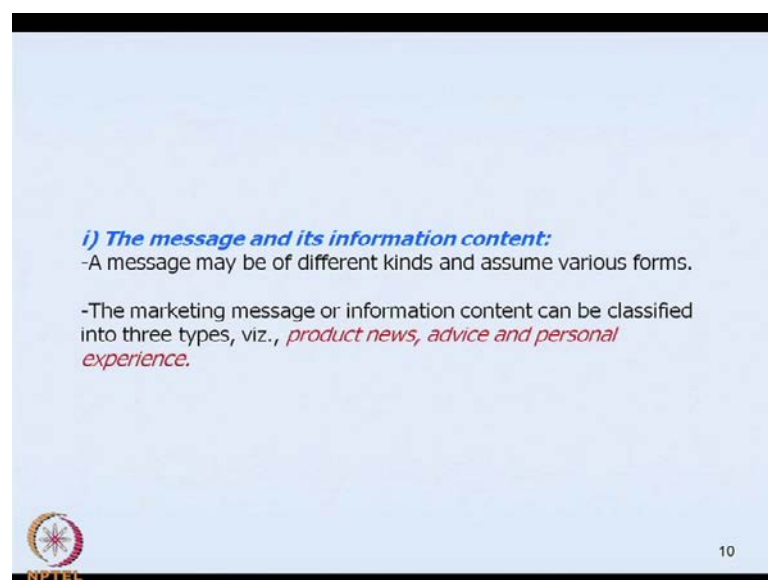 i) The message and its information content:
-A message may be of different kinds and assume various forms.
-The marketing message or information content can be classified
into three types, viz., product news, advice and personal
experience.
10
NPTEL